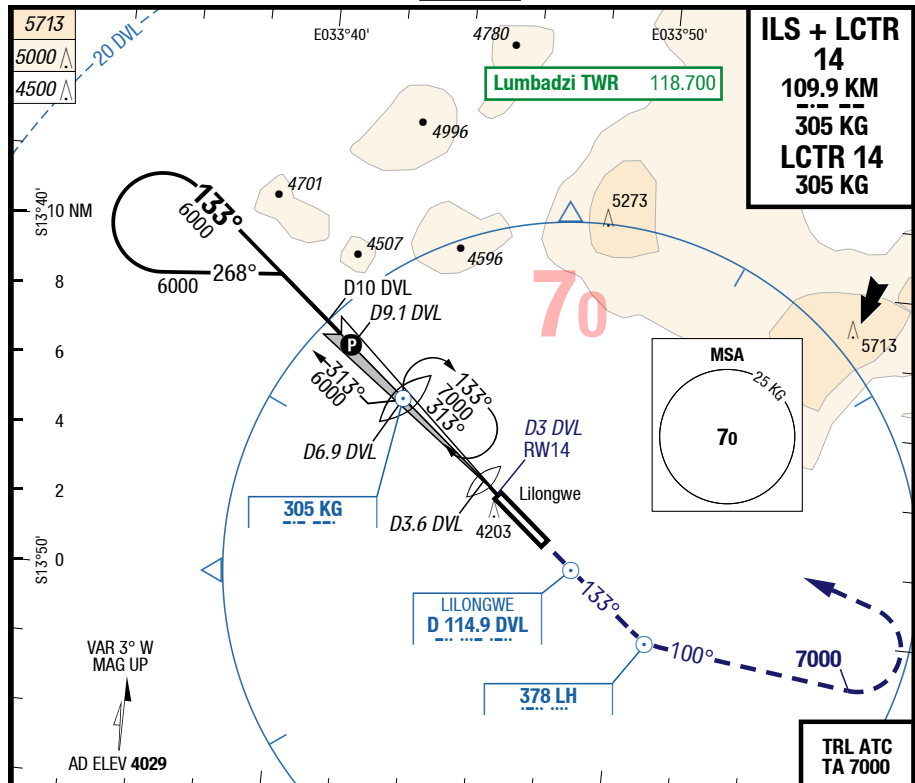 5713
5000
4500
20 DVL
E033°40'
4780
E033°50'
Lumbadzi TWR 118.700
ILS + LCTR
14
109.9 KM
305 KG
LCTR 14
305 KG
4996
4701
5273
S13°40'
10 NM
133°
6000
4507
4596
268°
6000
8
D10 DVL
D9.1 DVL
70
5713
6
P
MSA
25 KG
70
313°
6000
133°
7000
313°
4
D6.9 DVL
D3 DVL
RW14
2
Lilongwe
305 KG
D3.6 DVL
4203
S13°50'
0
LILONGWE
D 114.9 DVL
133°
100°
7000
378 LH
VAR 3° W
MAG UP
AD ELEV 4029
TRL ATC
TA 7000